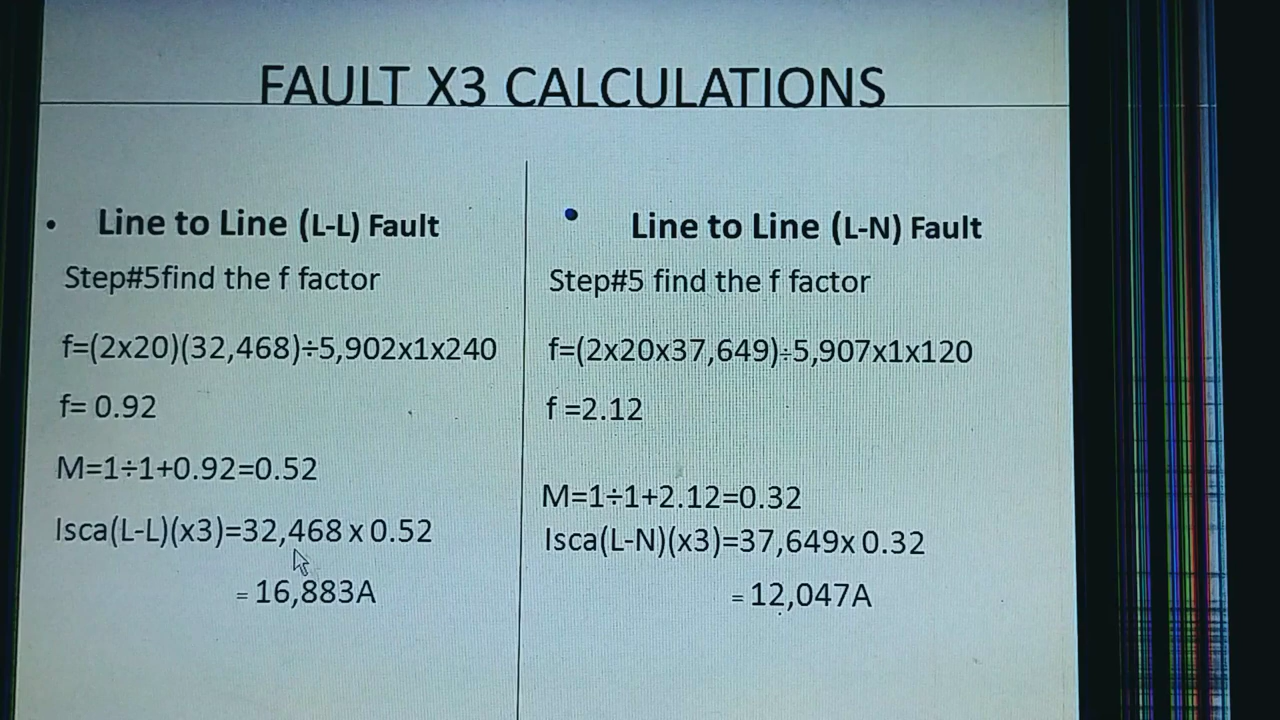 FAULT X3 CALCULATIONS
• Line to Line (L-L) Fault
Step#5find the f factor
f=(2x20)(32,468)÷5,902x1x240
f= 0.92
M=1÷1+0.92=0.52
Isca(L-L)(x3)=32,468 x 0.52
= 16,883A
• Line to Line (L-N) Fault
Step#5 find the f factor
f=(2x20x37,649)÷5,907x1x120
f =2.12
M=1÷1+2.12=0.32
Isca(L-N)(x3)=37,649x 0.32
= 12,047A